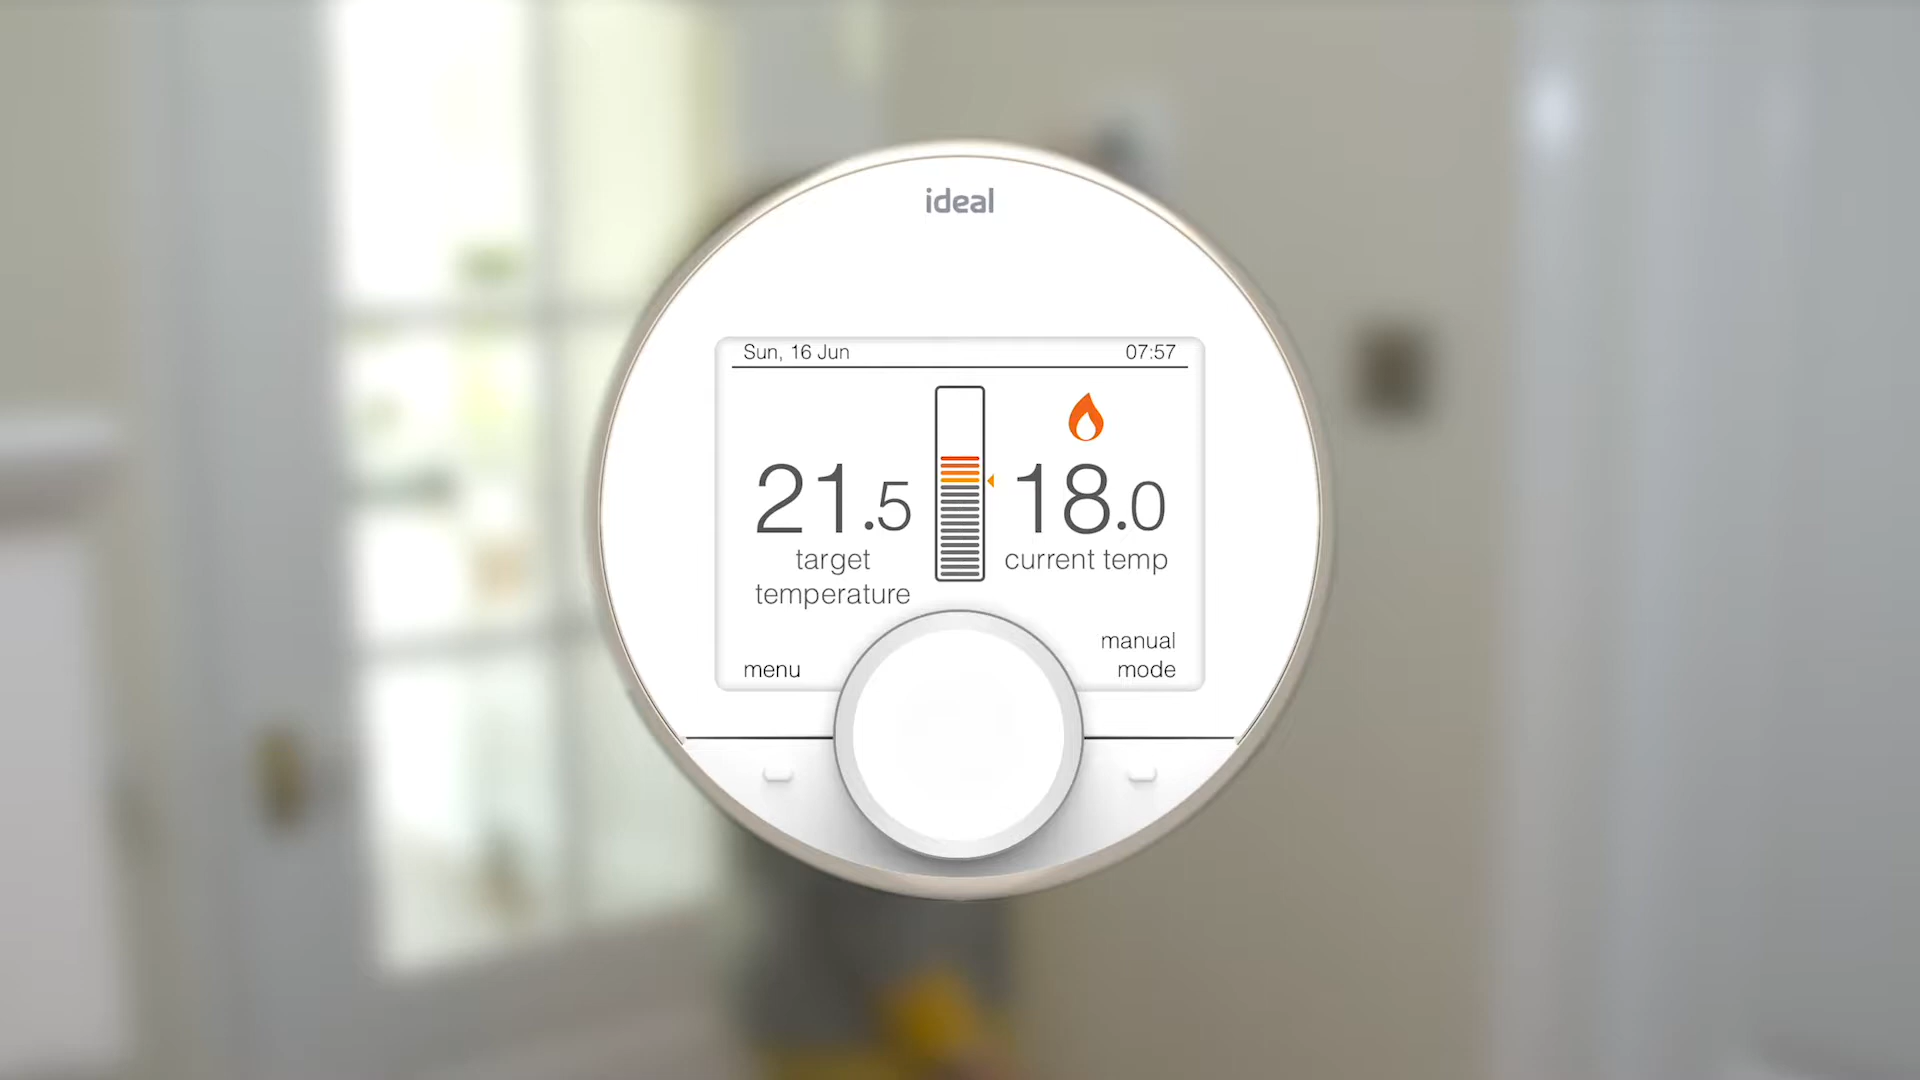 ideal
Sun, 16 Jun 07:57
21.5 18.0
target current temp
temperature
manual
menu mode